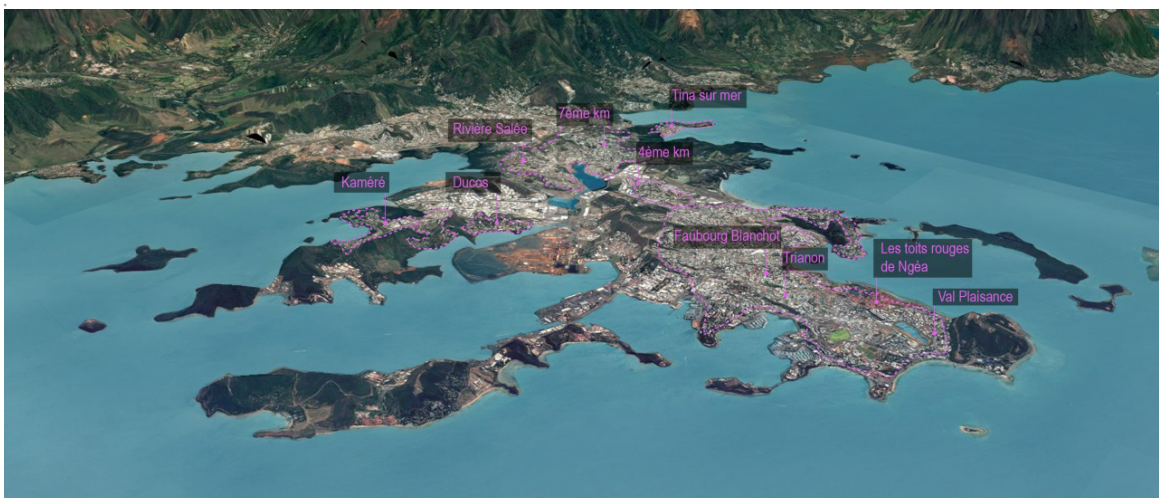 Tina sur mer
7ème km
Rivière Salée
4ème km
Kaméré
Ducos
Faubourg Blanchot
Trianon
Les toits rouges
de Ngéa
Val Plaisance